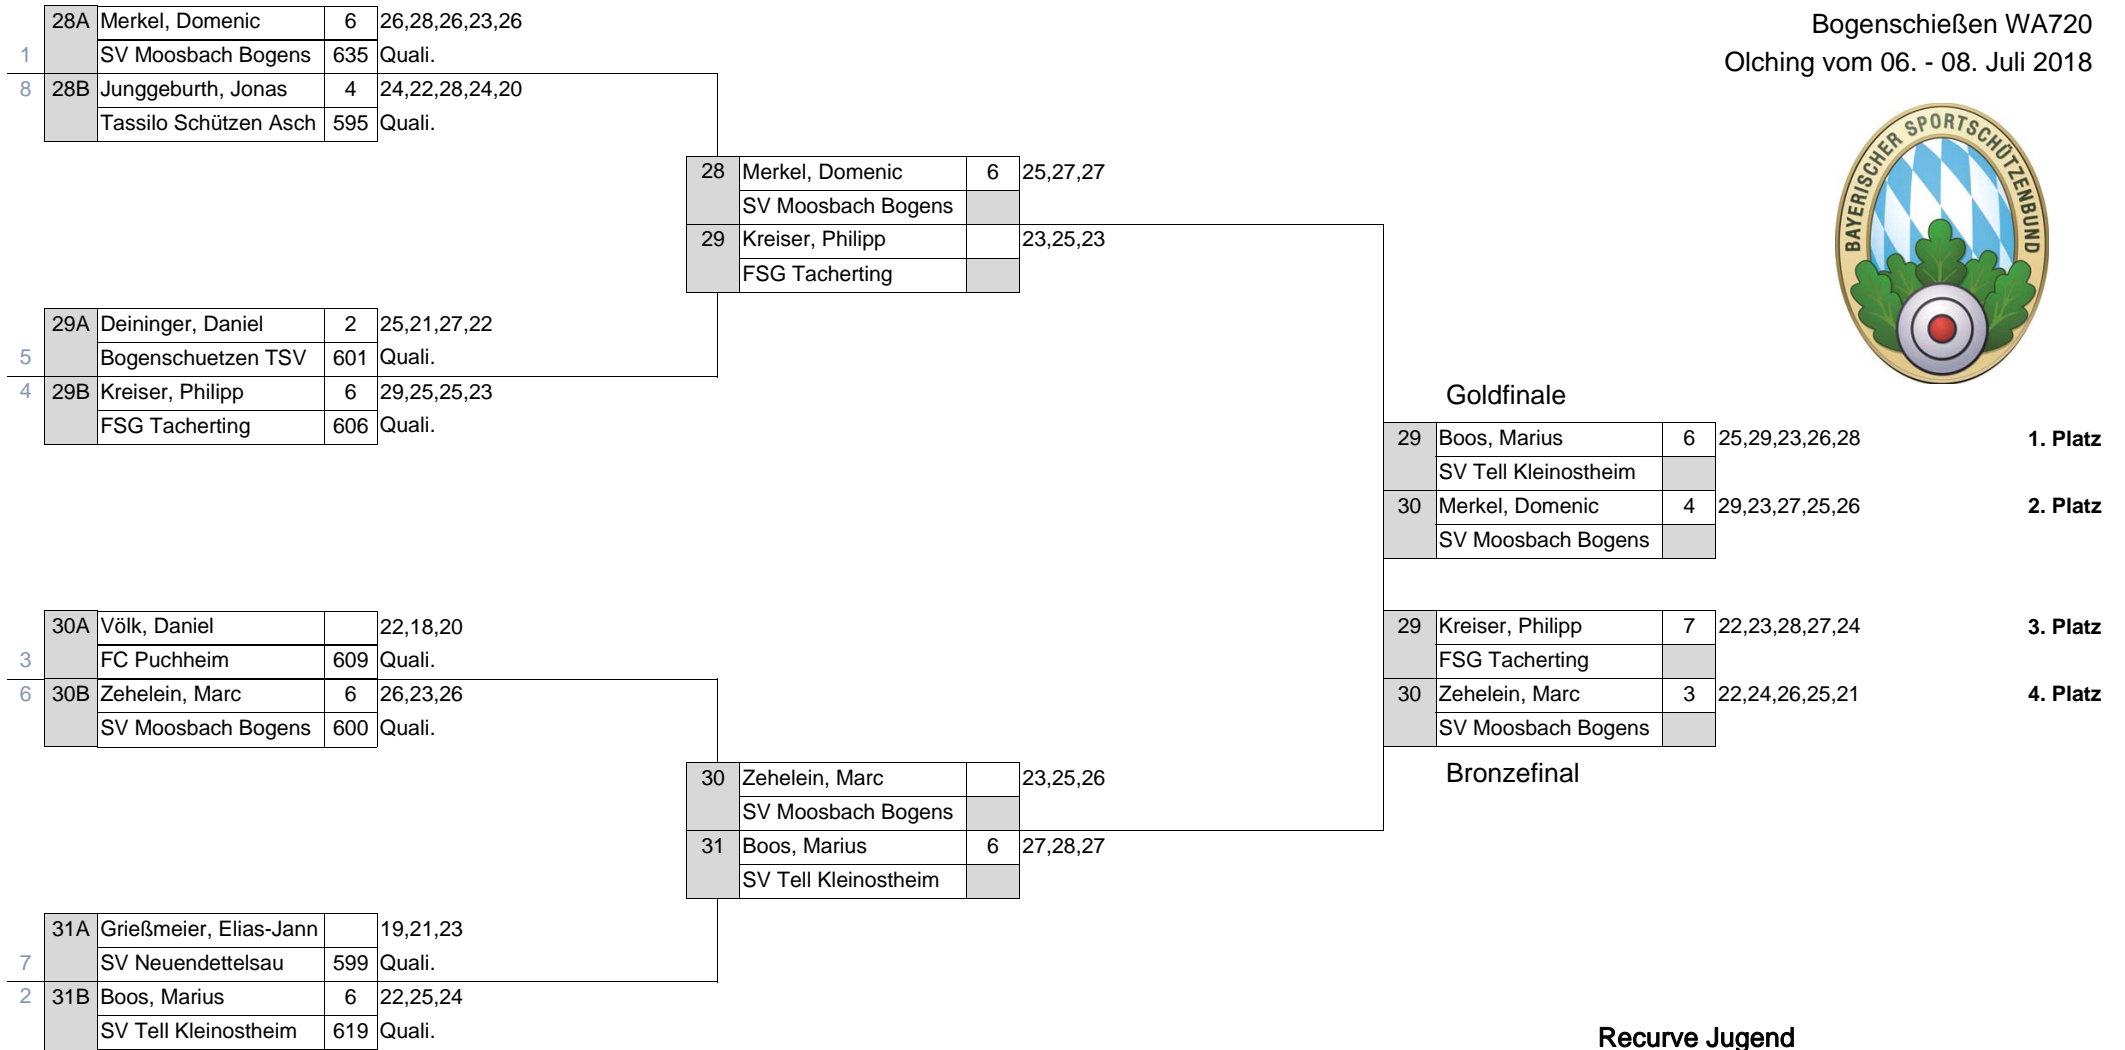 Bogenschießen WA720
Olching vom 06. - 08. Juli 2018
BAYERISCHER SPORTSCHÜTZENBUND
28A Merkel, Domenic 6 26,28,26,23,26
1 SV Moosbach Bogens 635 Quali.
8 28B Junggeburth, Jonas 4 24,22,28,24,20
Tassilo Schützen Asch 595 Quali.
28 Merkel, Domenic 6 25,27,27
SV Moosbach Bogens
29 Kreiser, Philipp 23,25,23
FSG Tacherting
29A Deininger, Daniel 2 25,21,27,22
5 Bogenschuetzen TSV 601 Quali.
4 29B Kreiser, Philipp 6 29,25,25,23
FSG Tacherting 606 Quali.
Goldfinale
29 Boos, Marius 6 25,29,23,26,28 1. Platz
SV Tell Kleinostheim
30 Merkel, Domenic 4 29,23,27,25,26 2. Platz
SV Moosbach Bogens
30A Völk, Daniel 22,18,20
3 FC Puchheim 609 Quali.
6 30B Zehelein, Marc 6 26,23,26
SV Moosbach Bogens 600 Quali.
29 Kreiser, Philipp 7 22,23,28,27,24 3. Platz
FSG Tacherting
30 Zehelein, Marc 3 22,24,26,25,21 4. Platz
SV Moosbach Bogens
Bronzefinal
30 Zehelein, Marc 23,25,26
SV Moosbach Bogens
31 Boos, Marius 6 27,28,27
SV Tell Kleinostheim
31A Grießmeier, Elias-Jann 19,21,23
7 SV Neuendettelsau 599 Quali.
2 31B Boos, Marius 6 22,25,24
SV Tell Kleinostheim 619 Quali.
Recurve Jugend